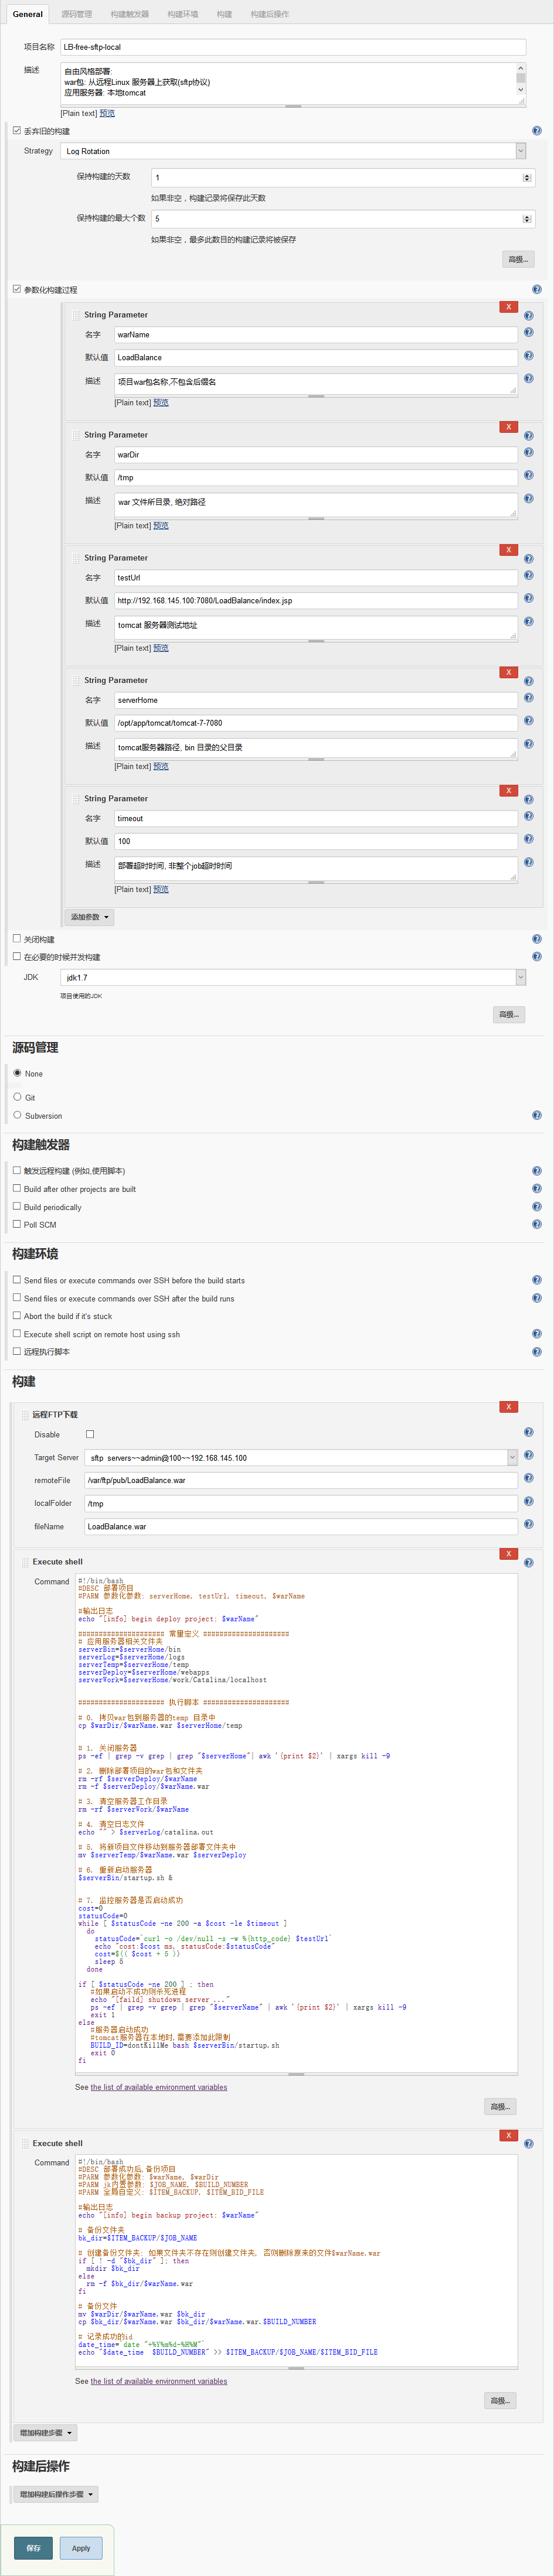 General 源码管理 构建触发器 构建环境 构建 构建后操作
项目名称 LB-free-sftp-local
描述 自由风格部署:
war包: 从远程Linux 服务器上获取(sftp协议)
应用服务器: 本地tomcat
[Plain text] 预览
丢弃旧的构建
Strategy Log Rotation
保持构建的天数 1
如果非空，构建记录将保存此天数
保持构建的最大个数 5
如果非空，最多此数目的构建记录将被保存
高级...
参数化构建过程
X
String Parameter
名字 warName
默认值 LoadBalance
描述 项目war包名称,不包含后缀名
[Plain text] 预览
X
String Parameter
名字 warDir
默认值 /tmp
描述 war 文件所目录, 绝对路径
[Plain text] 预览
X
String Parameter
名字 testUrl
默认值 http://192.168.145.100:7080/LoadBalance/index.jsp
描述 tomcat 服务器测试地址
[Plain text] 预览
X
String Parameter
名字 serverHome
默认值 /opt/app/tomcat/tomcat-7-7080
描述 tomcat服务器路径, bin 目录的父目录
[Plain text] 预览
X
String Parameter
名字 timeout
默认值 100
描述 部署超时时间, 非整个job超时时间
[Plain text] 预览
添加参数
关闭构建
在必要的时候并发构建
JDK jdk1.7
项目使用的JDK
高级...
源码管理
None
Git
Subversion
构建触发器
触发远程构建 (例如,使用脚本)
Build after other projects are built
Build periodically
Poll SCM
构建环境
Send files or execute commands over SSH before the build starts
Send files or execute commands over SSH after the build runs
Abort the build if it's stuck
Execute shell script on remote host using ssh
远程执行脚本
构建
X
远程FTP下载
Disable
Target Server sftp servers~~admin@100~~192.168.145.100
remoteFile /var/ftp/pub/LoadBalance.war
localFolder /tmp
fileName LoadBalance.war
X
Execute shell
Command #!/bin/bash
#DESC 部署项目
#PARM 参数化参数: serverHome, testUrl, timeout, $warName
#输出日志
echo "[info] begin deploy project: $warName"
##################### 常量定义 #####################
# 应用服务器相关文件夹
serverBin=$serverHome/bin
serverLog=$serverHome/logs
serverTemp=$serverHome/temp
serverDeploy=$serverHome/webapps
serverWork=$serverHome/work/Catalina/localhost
##################### 执行脚本 #####################
# 0. 拷贝war包到服务器的temp 目录中
cp $warDir/$warName.war $serverHome/temp
# 1. 关闭服务器
ps -ef | grep -v grep | grep "$serverHome"| awk '{print $2}' | xargs kill -9
# 2. 删除部署项目的war包和文件夹
rm -rf $serverDeploy/$warName
rm -f $serverDeploy/$warName.war
# 3. 清空服务器工作目录
rm -rf $serverWork/$warName
# 4. 清空日志文件
echo "" > $serverLog/catalina.out
# 5. 将新项目文件移动到服务器部署文件夹中
mv $serverTemp/$warName.war $serverDeploy
# 6. 重新启动服务器
$serverBin/startup.sh &
# 7. 监控服务器是否启动成功
cost=0
statusCode=0
while [ $statusCode -ne 200 -a $cost -le $timeout ]
do
statusCode=`curl -o /dev/null -s -w %{http_code} $testUrl`
echo "cost:$cost ms, statusCode:$statusCode"
cost=$(( $cost + 5 ))
sleep 5
done
if [ $statusCode -ne 200 ] ; then
#如果启动不成功则杀死进程
echo "[faild] shutdown server ..."
ps -ef | grep -v grep | grep "$serverName" | awk '{print $2}' | xargs kill -9
exit 1
else
#服务器启动成功
#tomcat服务器在本地时,需要添加此限制
BUILD_ID=dontKillMe bash $serverBin/startup.sh
exit 0
fi
See the list of available environment variables
高级...
X
Execute shell
Command #!/bin/bash
#DESC 部署成功后,备份项目
#PARM 参数化参数: $warName, $warDir
#PARM jk内置参数: $JOB_NAME, $BUILD_NUMBER
#PARM 全局自定义: $ITEM_BACKUP, $ITEM_BID_FILE
#输出日志
echo "[info] begin backup project: $warName"
# 备份文件夹
bk_dir=$ITEM_BACKUP/$JOB_NAME
# 创建备份文件夹: 如果文件夹不存在则创建文件夹, 否则删除原来的文件$warName.war
if [ ! -d "$bk_dir" ]; then
mkdir $bk_dir
else
rm -f $bk_dir/$warName.war
fi
# 备份文件
mv $warDir/$warName.war $bk_dir
cp $bk_dir/$warName.war $bk_dir/$warName.war.$BUILD_NUMBER
# 记录成功的id
date_time=`date "+%Y%m%d-%H%M"`
echo "$date_time $BUILD_NUMBER" >> $ITEM_BACKUP/$JOB_NAME/$ITEM_BID_FILE
See the list of available environment variables
高级...
增加构建步骤
构建后操作
增加构建后操作步骤
保存 Apply